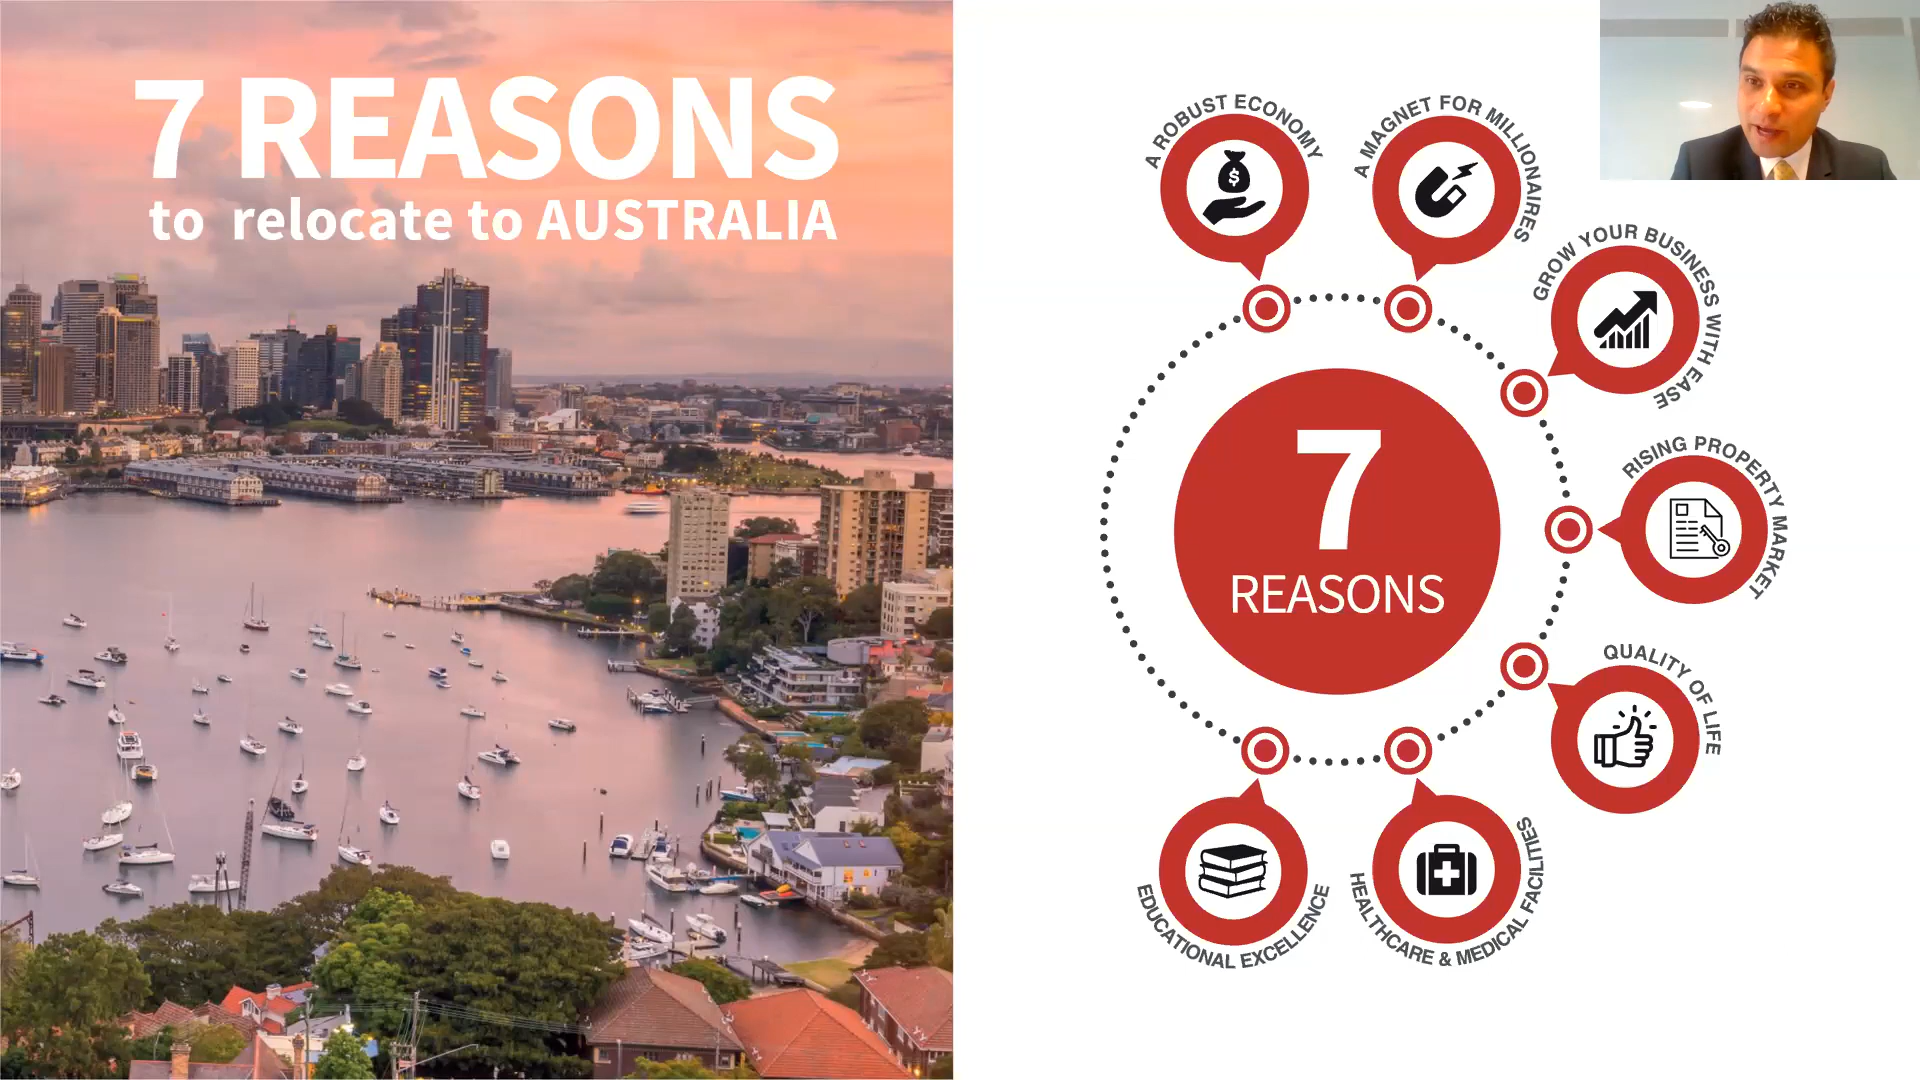 7 REASONS
to relocate to AUSTRALIA
A ROBUST ECONOMY
$
A MAGNET FOR MILLIONAIRES
GROW YOUR BUSINESS WITH EASE
RISING PROPERTY MARKET
QUALITY OF LIFE
HEALTHCARE & MEDICAL FACILITIES
EDUCATIONAL EXCELLENCE
7
REASONS